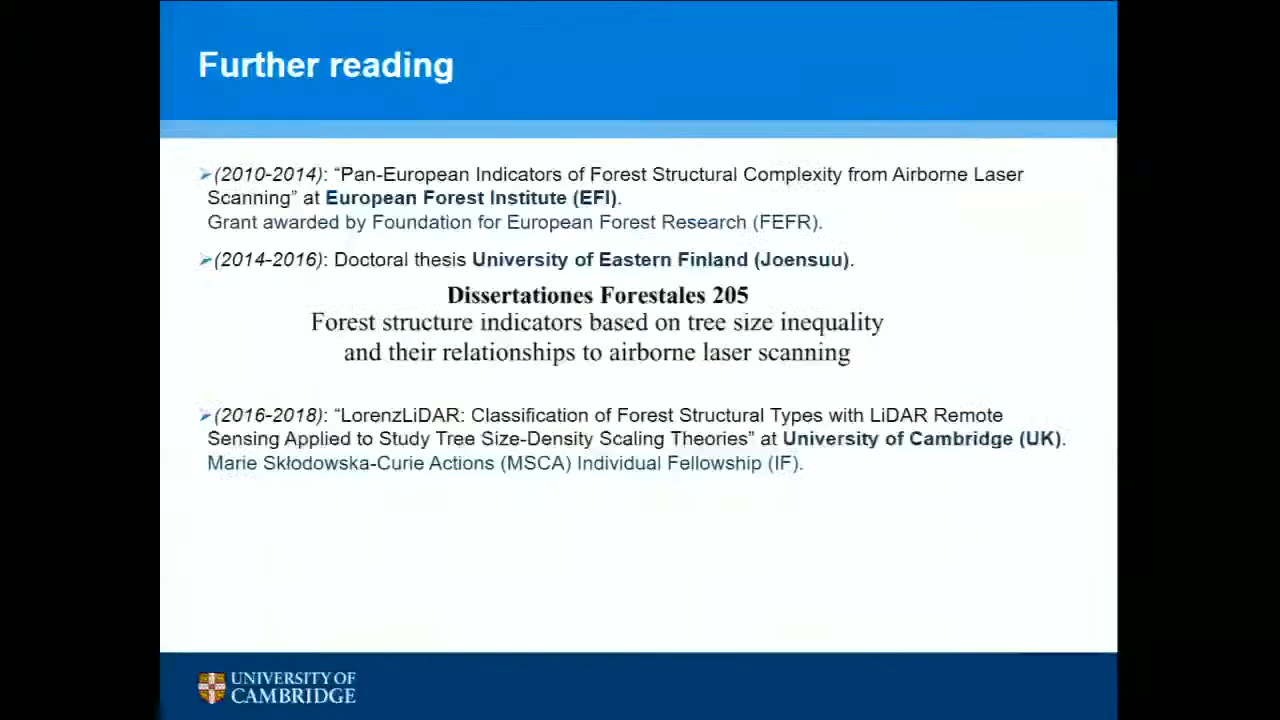 Further reading
➢(2010-2014): “Pan-European Indicators of Forest Structural Complexity from Airborne Laser
Scanning” at European Forest Institute (EFI).
Grant awarded by Foundation for European Forest Research (FEFR).
➢(2014-2016): Doctoral thesis University of Eastern Finland (Joensuu).
Dissertationes Forestales 205
Forest structure indicators based on tree size inequality
and their relationships to airborne laser scanning
➢(2016-2018): “LorenzLiDAR: Classification of Forest Structural Types with LiDAR Remote
Sensing Applied to Study Tree Size-Density Scaling Theories” at University of Cambridge (UK).
Marie Skłodowska-Curie Actions (MSCA) Individual Fellowship (IF).
UNIVERSITY OF
CAMBRIDGE